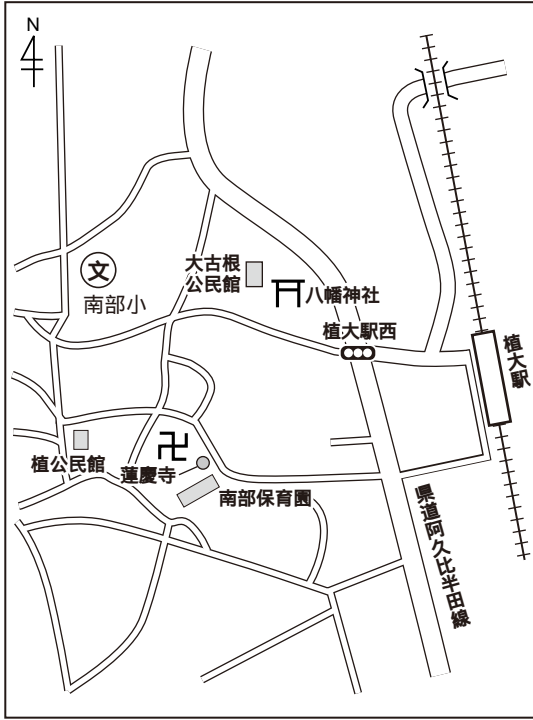 N
文
南部小
大古根
公民館
八幡神社
植大駅西
植大駅
植公民館
蓮慶寺
南部保育園
県道阿久比半田線